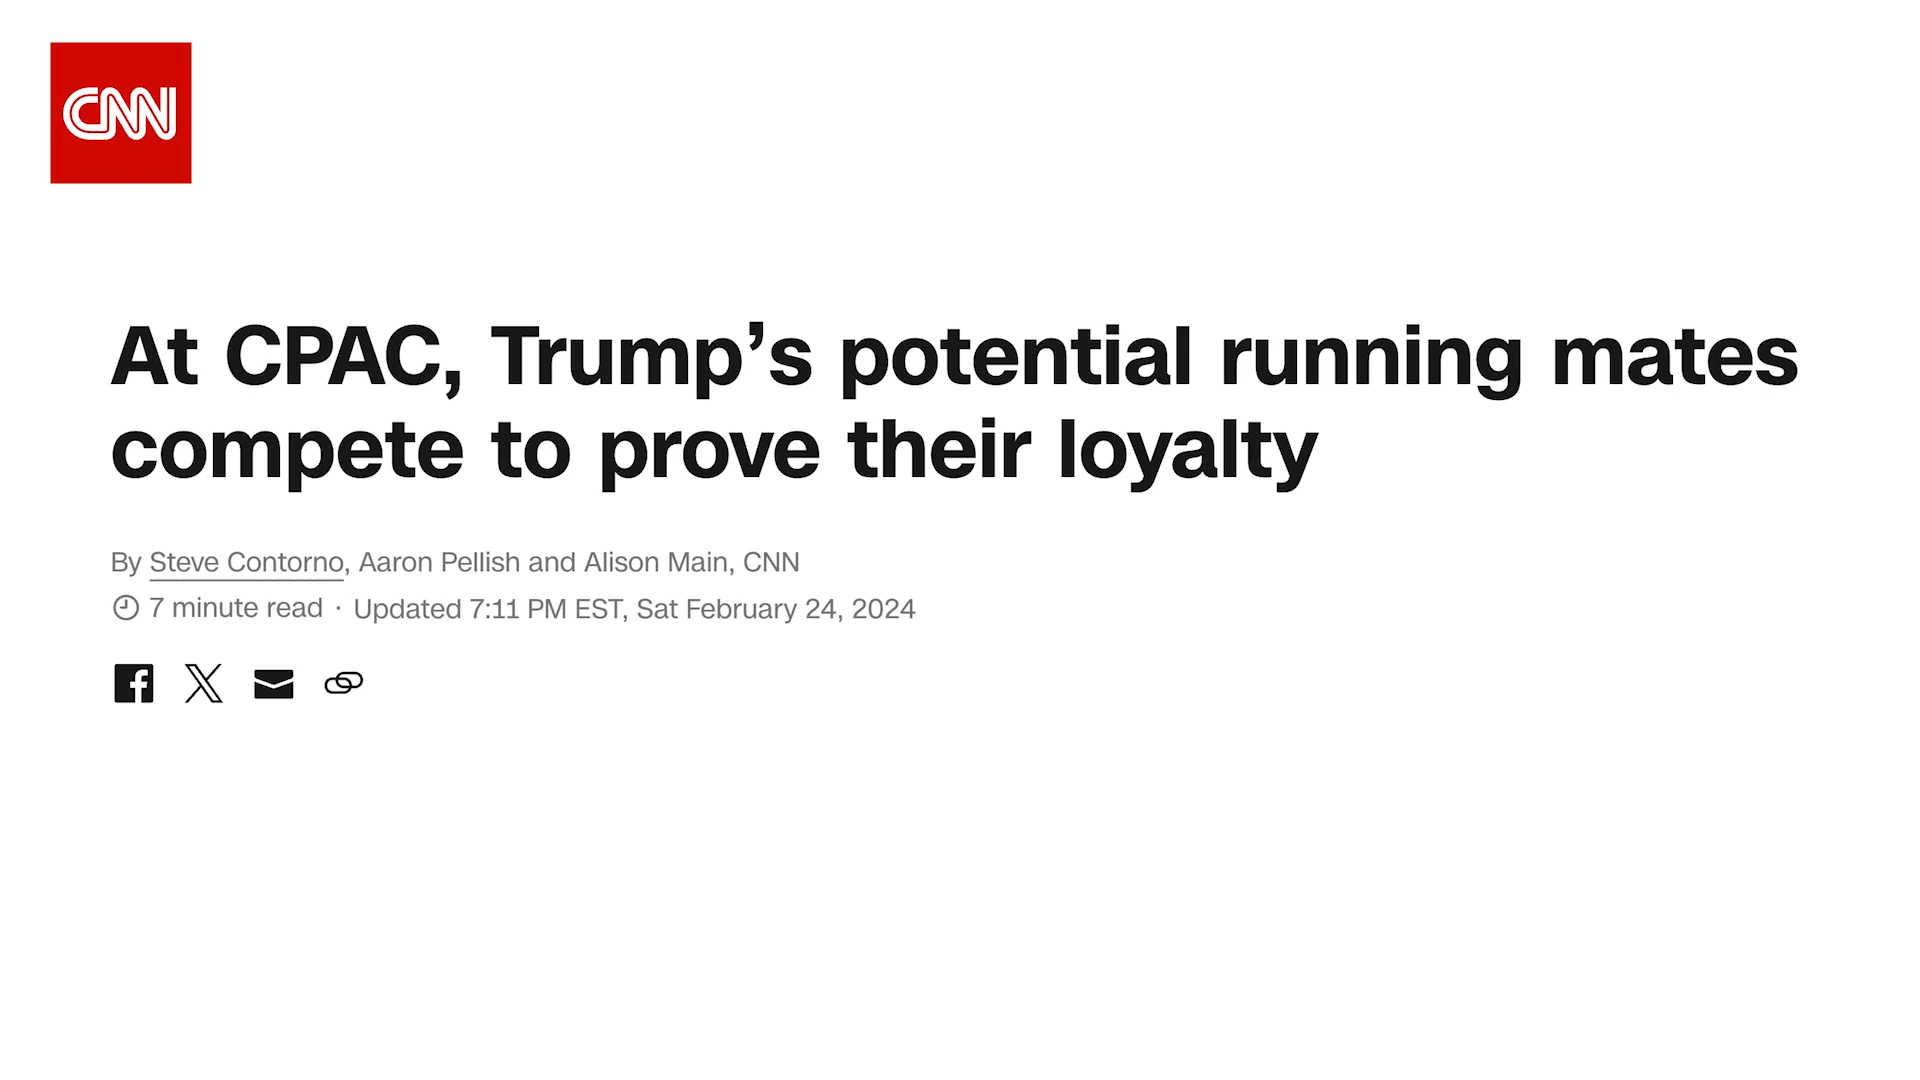 CNN
At CPAC, Trump’s potential running mates
compete to prove their loyalty
By Steve Contorno, Aaron Pellish and Alison Main, CNN
7 minute read · Updated 7:11 PM EST, Sat February 24, 2024